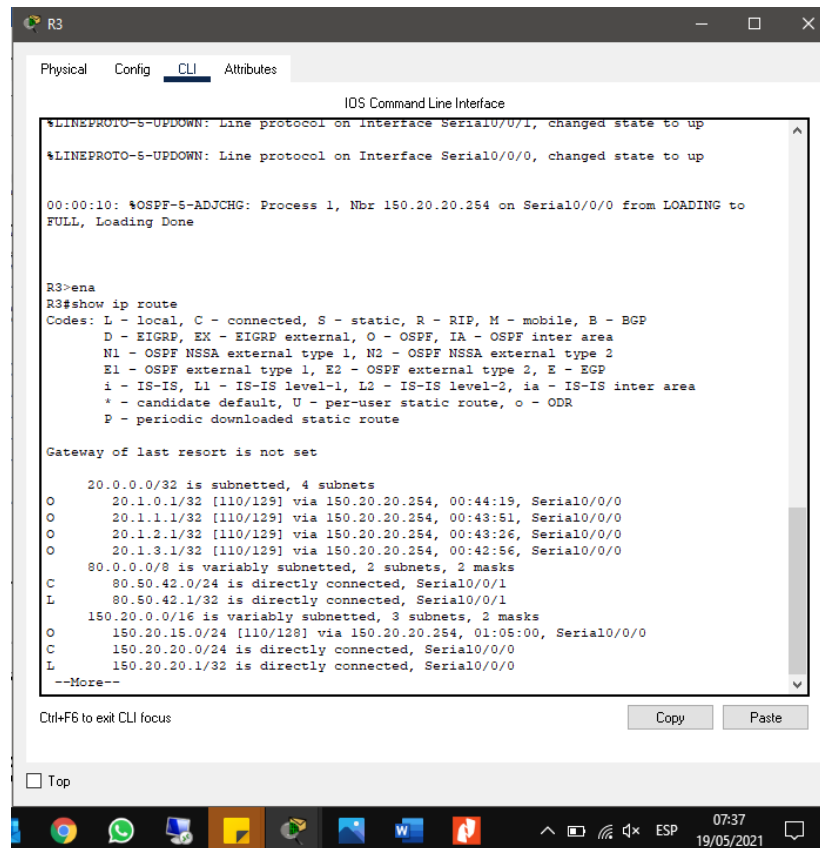 R3
Physical Config CLI Attributes
IOS Command Line Interface
%LINEPROTO-5-UPDOWN: Line protocol on Interface Serial0/0/1, changed state to up
%LINEPROTO-5-UPDOWN: Line protocol on Interface Serial0/0/0, changed state to up
00:00:10: %OSPF-5-ADJCHG: Process 1, Nbr 150.20.20.254 on Serial0/0/0 from LOADING to
FULL, Loading Done
R3>ena
R3#show ip route
Codes: L - local, C - connected, S - static, R - RIP, M - mobile, B - BGP
D - EIGRP, EX - EIGRP external, O - OSPF, IA - OSPF inter area
N1 - OSPF NSSA external type 1, N2 - OSPF NSSA external type 2
E1 - OSPF external type 1, E2 - OSPF external type 2, E - EGP
i - IS-IS, L1 - IS-IS level-1, L2 - IS-IS level-2, ia - IS-IS inter area
* - candidate default, U - per-user static route, o - ODR
P - periodic downloaded static route
Gateway of last resort is not set
20.0.0.0/32 is subnetted, 4 subnets
O 20.1.0.1/32 [110/129] via 150.20.20.254, 00:44:19, Serial0/0/0
O 20.1.1.1/32 [110/129] via 150.20.20.254, 00:43:51, Serial0/0/0
O 20.1.2.1/32 [110/129] via 150.20.20.254, 00:43:26, Serial0/0/0
O 20.1.3.1/32 [110/129] via 150.20.20.254, 00:42:56, Serial0/0/0
80.0.0.0/8 is variably subnetted, 2 subnets, 2 masks
C 80.50.42.0/24 is directly connected, Serial0/0/1
L 80.50.42.1/32 is directly connected, Serial0/0/1
150.20.0.0/16 is variably subnetted, 3 subnets, 2 masks
O 150.20.15.0/24 [110/128] via 150.20.20.254, 01:05:00, Serial0/0/0
C 150.20.20.0/24 is directly connected, Serial0/0/0
L 150.20.20.1/32 is directly connected, Serial0/0/0
--More--
Ctrl+F6 to exit CLI focus
Copy Paste
Top
ESP
07:37
19/05/2021